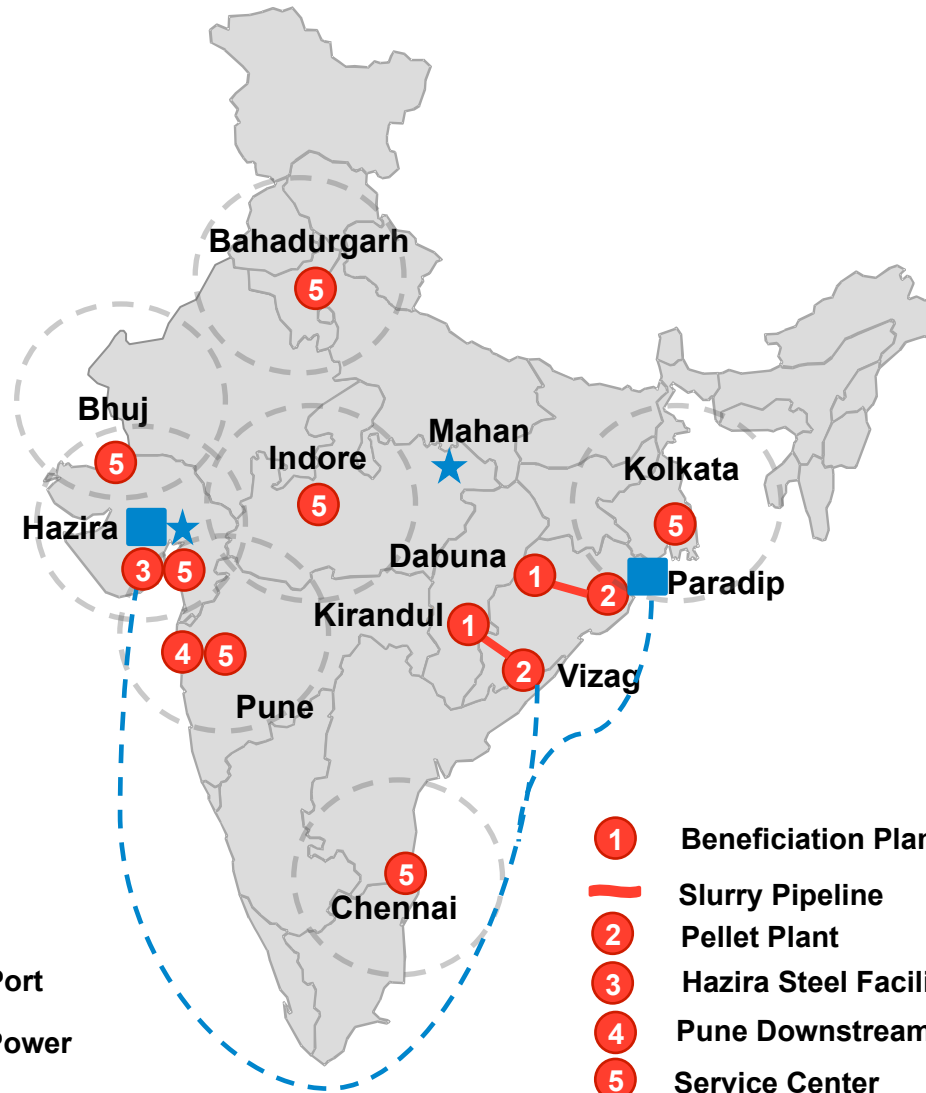 Bahadurgarh
5
Bhuj
5
Indore
5
Mahan
Kolkata
5
Hazira
3
5
Dabuna
1
2
Paradip
Kirandul
1
2
Vizag
4
5
Pune
5
Chennai
1 Beneficiation Plan
Slurry Pipeline
2 Pellet Plant
3 Hazira Steel Facili
4 Pune Downstream
5 Service Center
Port
Power